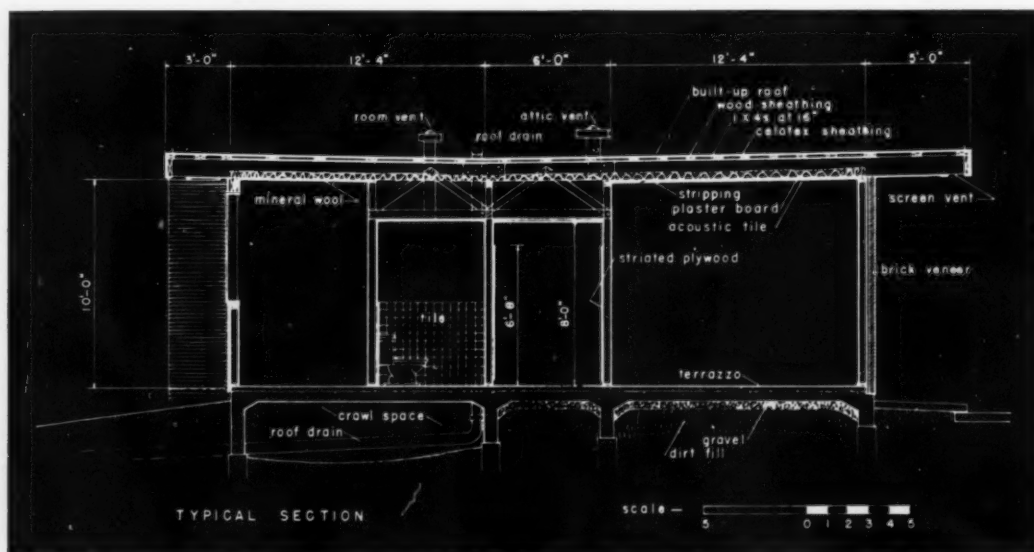 3'-0" 12'-4" 6'-0" 12'-4" 5'-0"
built-up roof
room vent attic vent wood sheathing
roof drain 1 x 4s at 16"
celotex sheathing
mineral wool stripping screen vent
plaster board
acoustic tile
striated plywood
brick veneer
10'-0" tile 6'-8" 8'-0"
terrazzo
crawl space
roof drain gravel
dirt fill
TYPICAL SECTION scale— 5 0 1 2 3 4 5